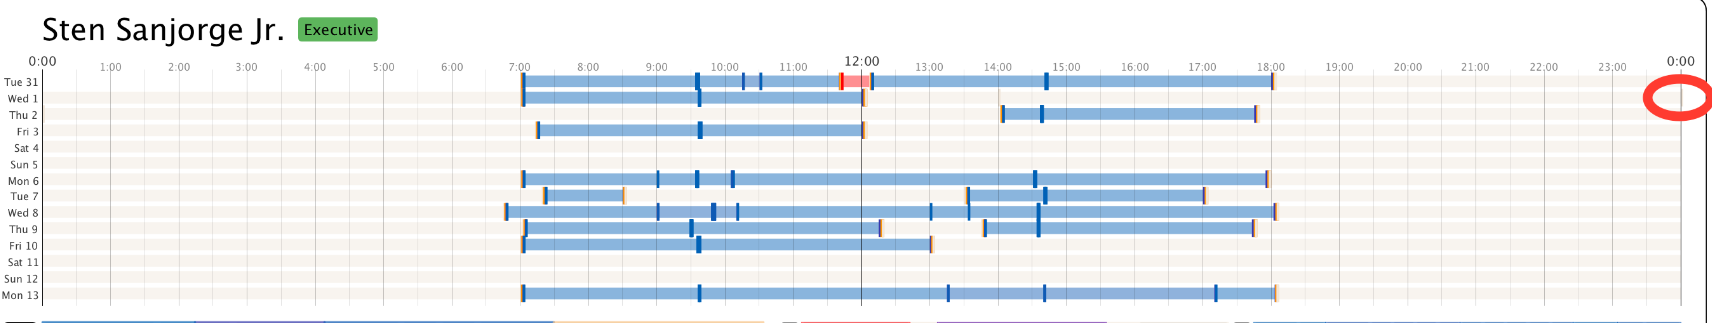 Sten Sanjorge Jr. Executive
0:00 1:00 2:00 3:00 4:00 5:00 6:00 7:00 8:00 9:00 10:00 11:00 12:00 13:00 14:00 15:00 16:00 17:00 18:00 19:00 20:00 21:00 22:00 23:00 0:00
Tue 31
Wed 1
Thu 2
Fri 3
Sat 4
Sun 5
Mon 6
Tue 7
Wed 8
Thu 9
Fri 10
Sat 11
Sun 12
Mon 13